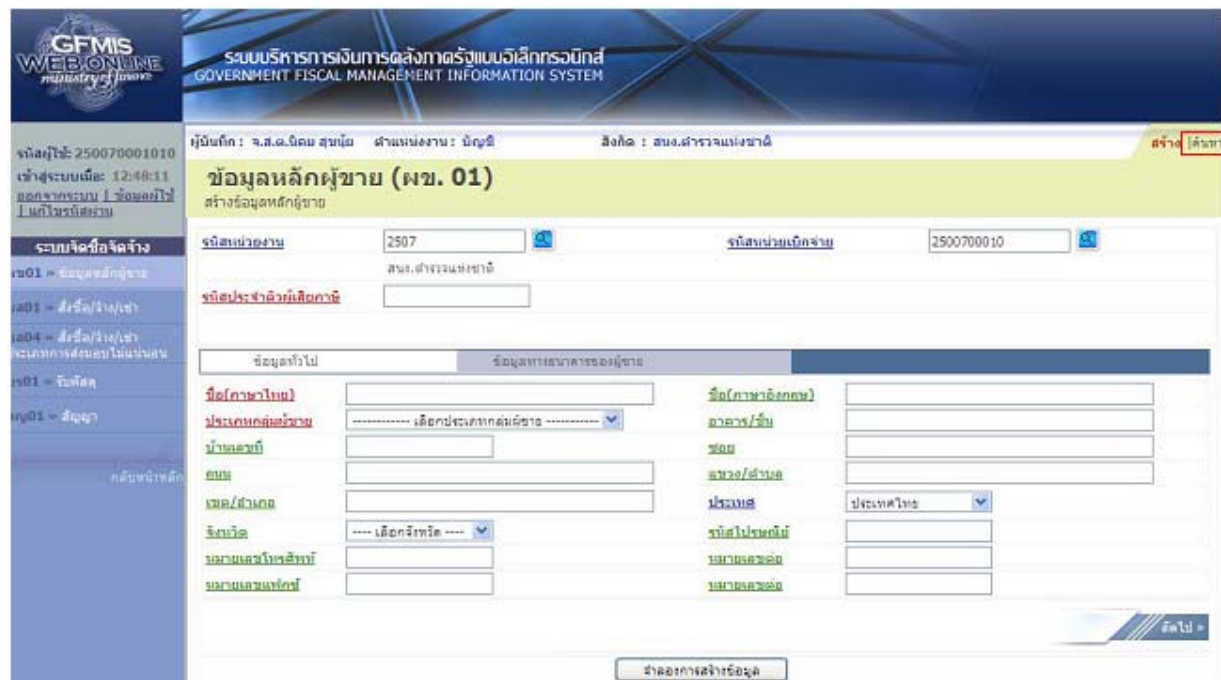 GFMIS
WEB ONLINE
ministry of finance
ระบบบริหารการเงินการคลังภาครัฐแบบอิเล็กทรอนิกส์
GOVERNMENT FISCAL MANAGEMENT INFORMATION SYSTEM
รหัสผู้ใช้: 250070001010
เข้าสู่ระบบเมื่อ: 12:48:11
ออกจากระบบ | ข้อมูลผู้ใช้
| แก้ไขรหัสผ่าน
ผู้บันทึก : จ.ส.ต.นิคม สุขนุ้ย ตำแหน่งงาน : บัญชี สังกัด : สนง.ตำรวจแห่งชาติ
สร้าง |ค้นหา
ข้อมูลหลักผู้ขาย (ผข. 01)
สร้างข้อมูลหลักผู้ขาย
ระบบจัดซื้อจัดจ้าง
ผข01 » ข้อมูลหลักผู้ขาย
01 » สั่งซื้อ/จ้าง/เช่า
04 » สั่งซื้อ/จ้าง/เช่า
ประเภทการส่งมอบไม่แน่นอน
01 » รับพัสดุ
01 » สัญญา
กลับหน้าหลัก
รหัสหน่วยงาน 2507 รหัสหน่วยเบิกจ่าย 2500700010
สนง.ตำรวจแห่งชาติ
รหัสประจำตัวผู้เสียภาษี
ข้อมูลทั่วไป ข้อมูลทางธนาคารของผู้ขาย
ชื่อ(ภาษาไทย) ชื่อ(ภาษาอังกฤษ)
ประเภทกลุ่มผู้ขาย ------------ เลือกประเภทกลุ่มผู้ขาย ----------- อาคาร/ชั้น
บ้านเลขที่ ซอย
ถนน แขวง/ตำบล
เขต/อำเภอ ประเทศ ประเทศไทย
จังหวัด ---- เลือกจังหวัด ---- รหัสไปรษณีย์
หมายเลขโทรศัพท์ หมายเลขต่อ
หมายเลขแฟกซ์ หมายเลขต่อ
ถัดไป »
จำลองการสร้างข้อมูล